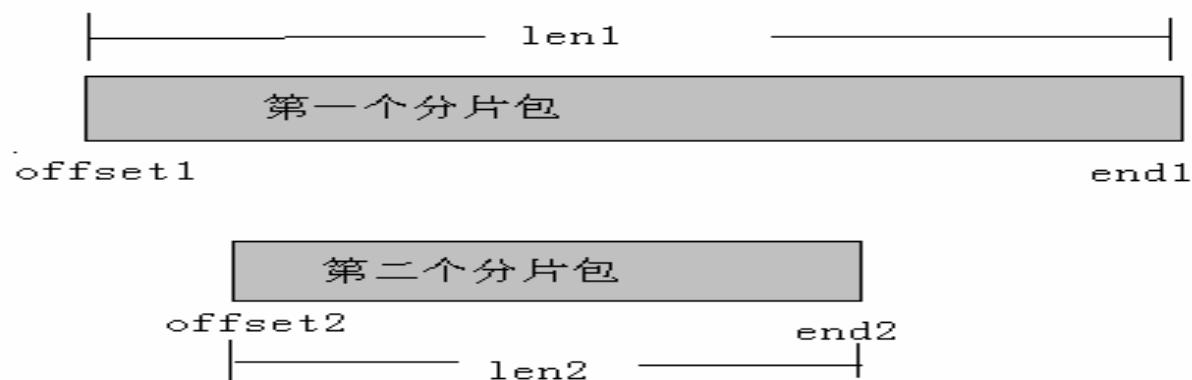 len1
第一个分片包
offset1 end1
第二个分片包
offset2 end2
len2